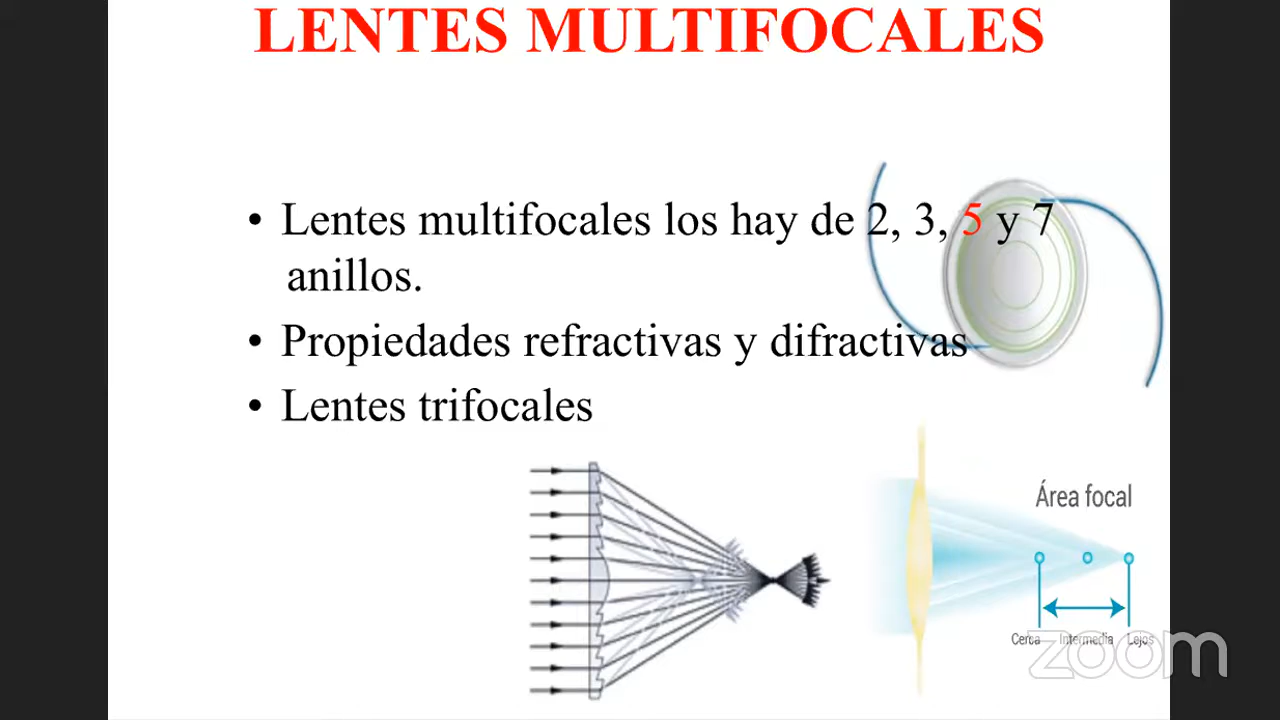 LENTES MULTIFOCALES
• Lentes multifocales los hay de 2, 3, 5 y 7
anillos.
• Propiedades refractivas y difractivas
• Lentes trifocales
Área focal
Cerca Intermedia Lejos
zoom